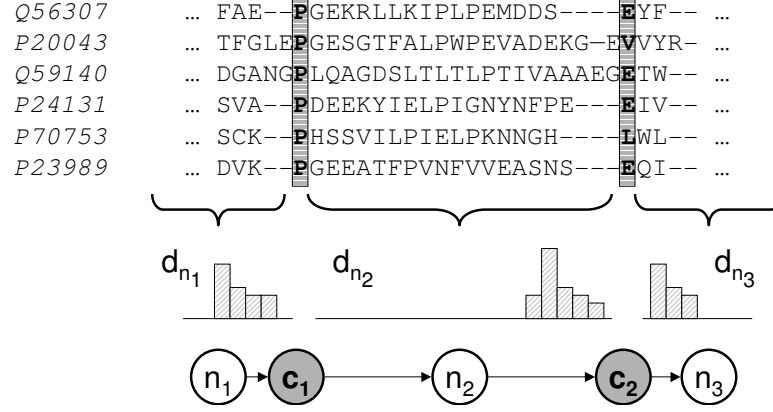 Q56307 ... FAE--PGEKRLLKIPLPEMDDS----EYF-- ...
P20043 ... TFGLEPGESGTFALPWPEVADEKG-EVVYR- ...
Q59140 ... DGANGPLQAGDSLTLTLPTIVAAAEGETW-- ...
P24131 ... SVA--PDEEKYIELPIGNYNFPE---EIV-- ...
P70753 ... SCK--PHSSVILPIELPKNNGH----LWL-- ...
P23989 ... DVK--PGEEATFPVNFVVEASNS---EQI-- ...
dn1 dn2 dn3
n1 c1 n2 c2 n3